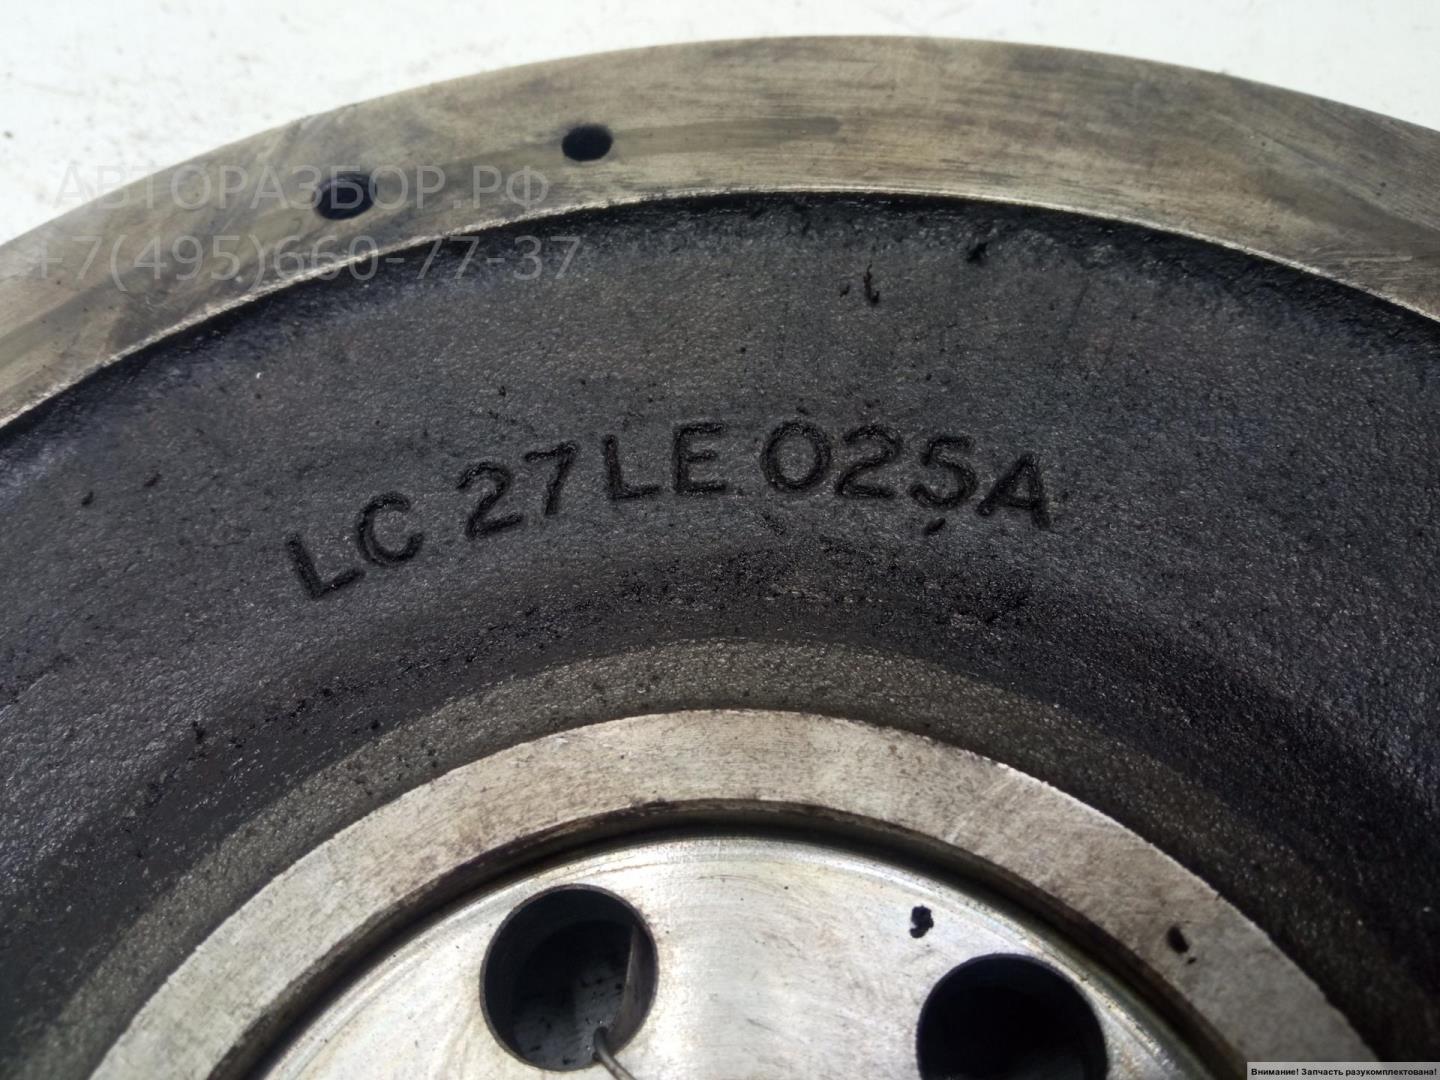 АВТОРАЗБОР.РФ
+7(495)660-77-37
LC 27LE 025A
Внимание! Запчасть разукомплектована!